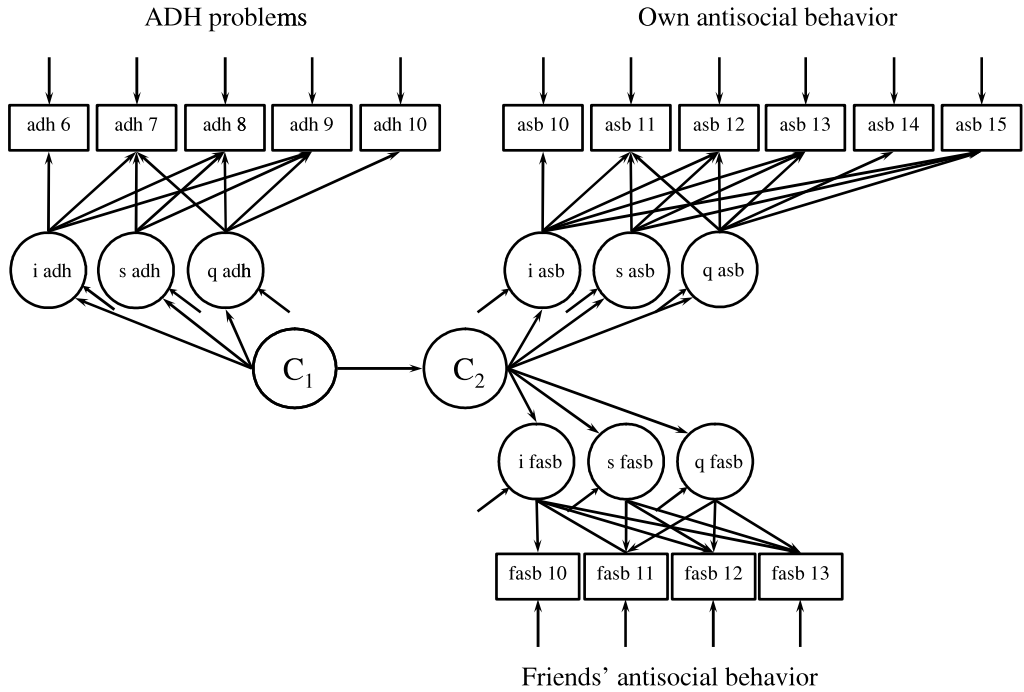 ADH problems
Own antisocial behavior
adh 6 adh 7 adh 8 adh 9 adh 10
asb 10 asb 11 asb 12 asb 13 asb 14 asb 15
i adh s adh q adh
i asb s asb q asb
C1
C2
i fasb s fasb q fasb
fasb 10 fasb 11 fasb 12 fasb 13
Friends’ antisocial behavior